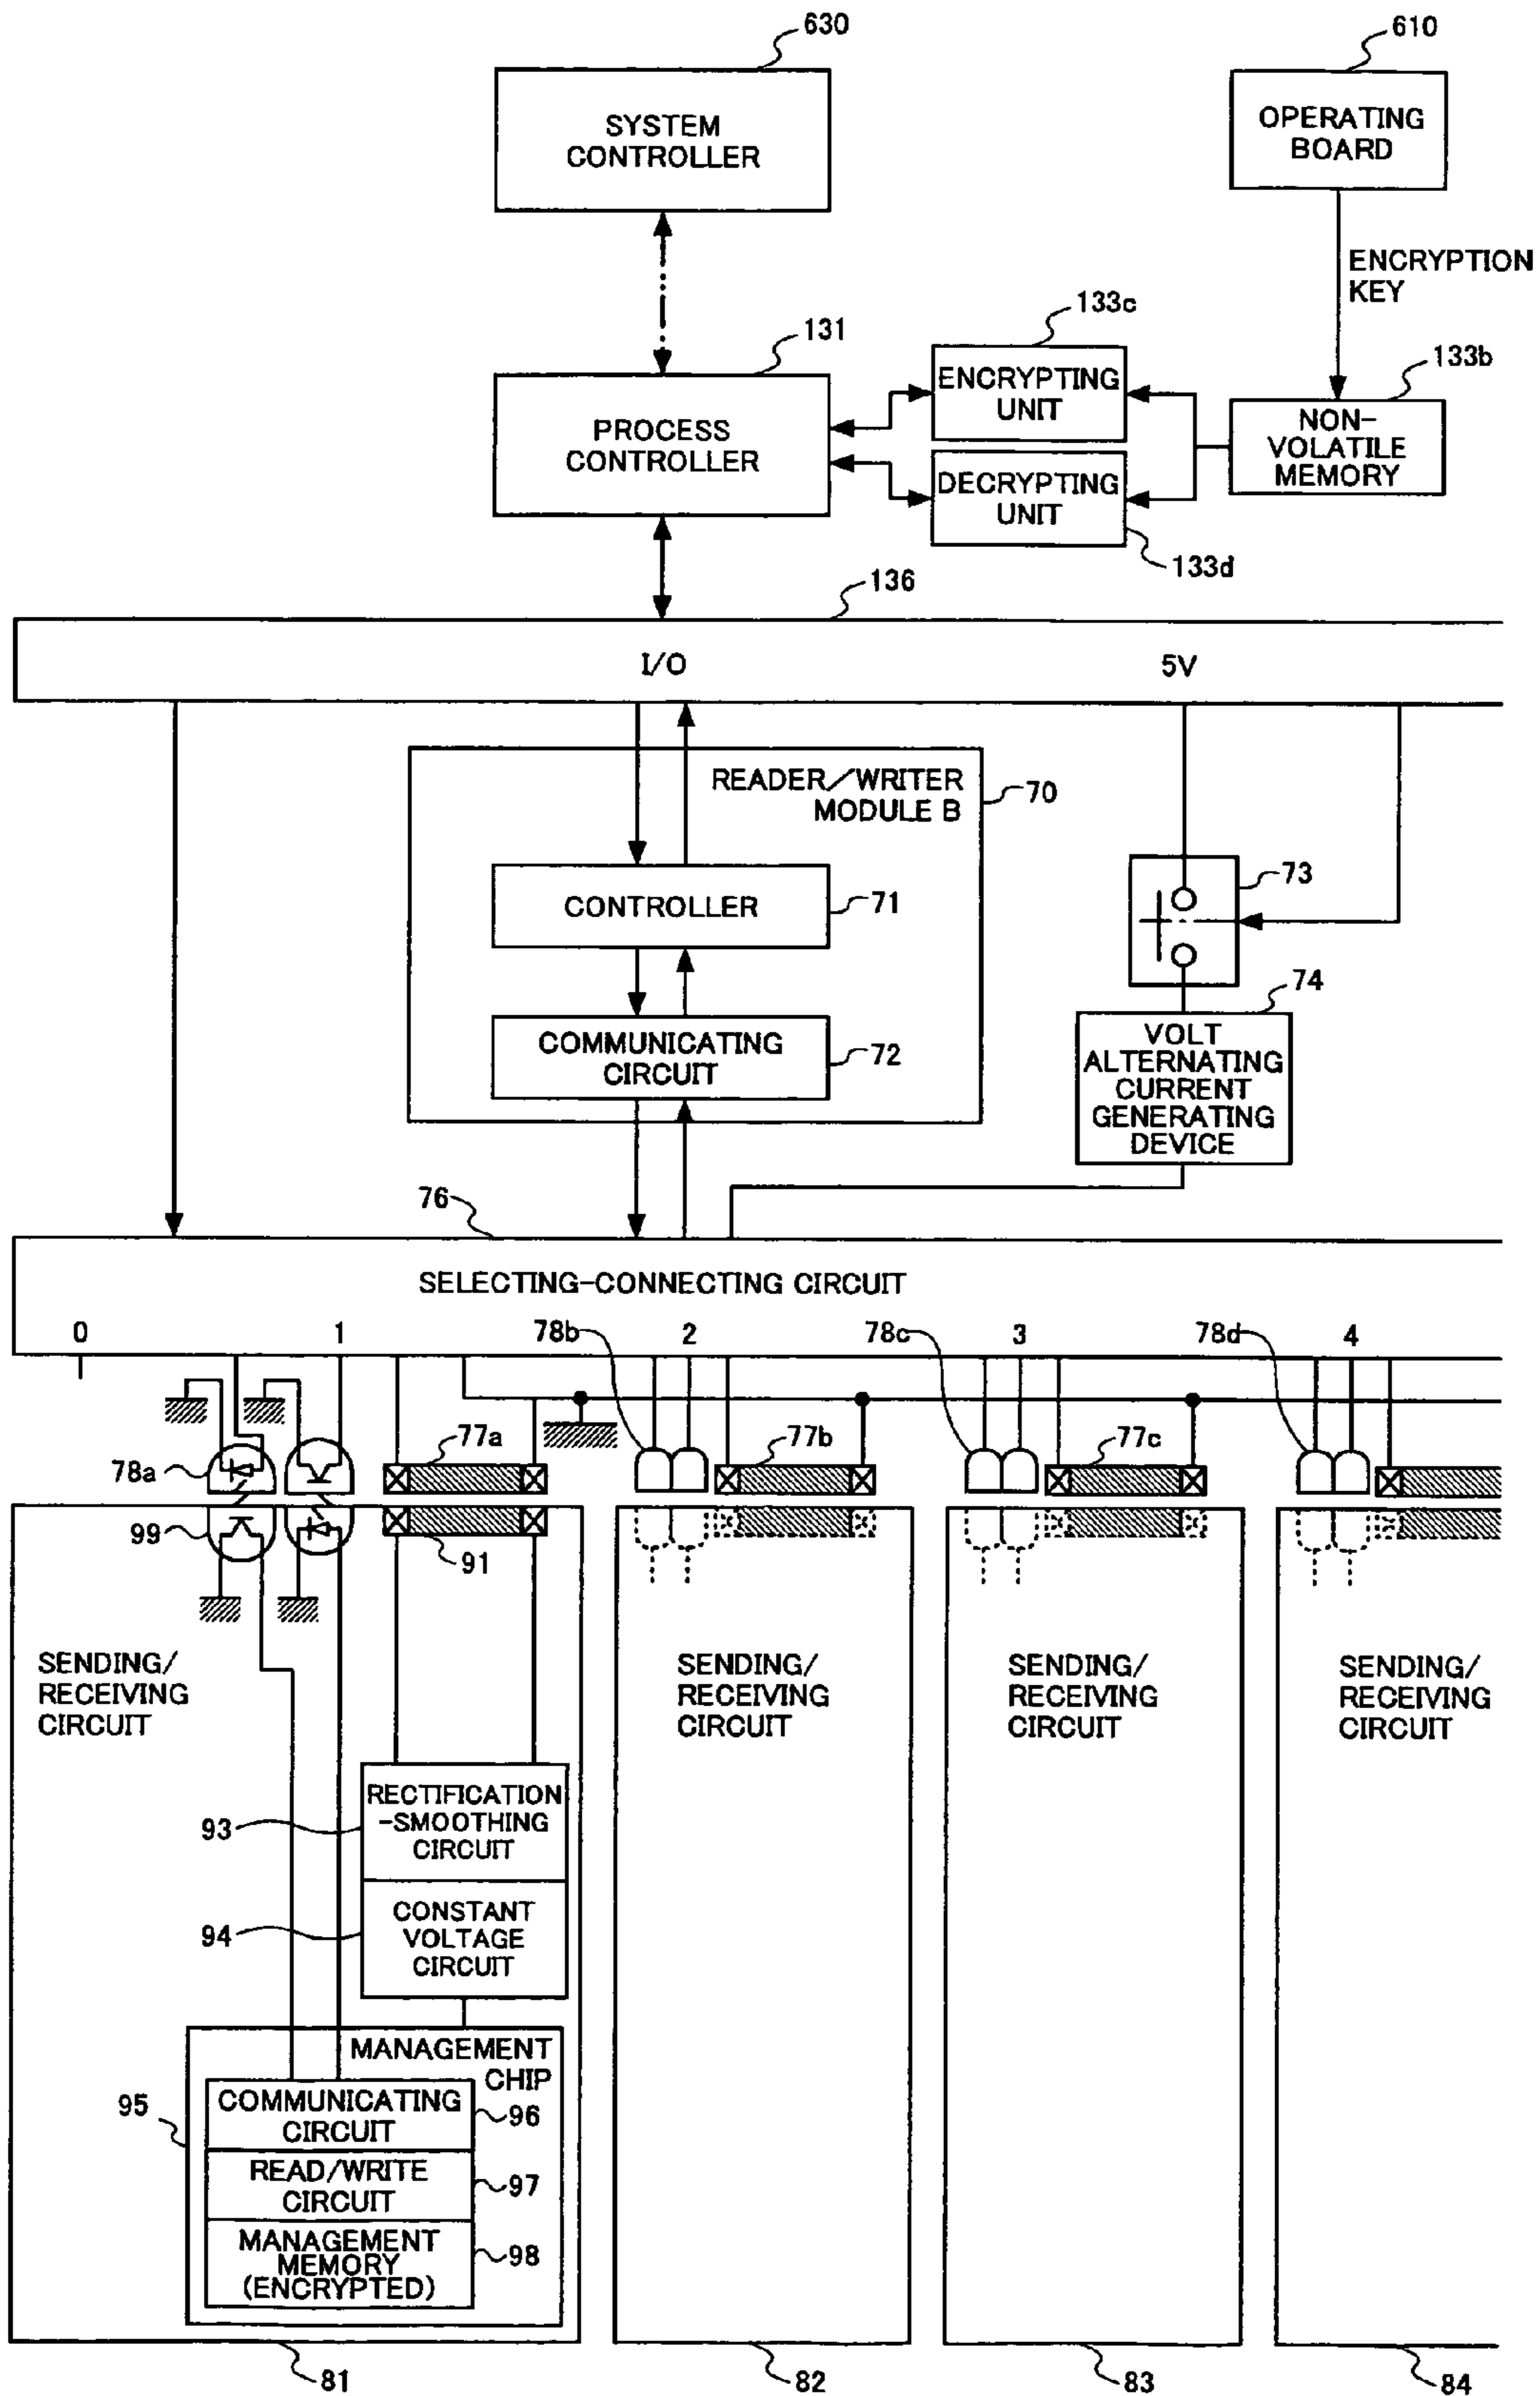 630
610
SYSTEM
CONTROLLER
OPERATING
BOARD
ENCRYPTION
KEY
131
133c
133b
PROCESS
CONTROLLER
ENCRYPTING
UNIT
NON-
VOLATILE
MEMORY
DECRYPTING
UNIT
133d
136
I/O
5V
READER/WRITER
MODULE B
70
CONTROLLER
71
73
COMMUNICATING
CIRCUIT
72
74
VOLT
ALTERNATING
CURRENT
GENERATING
DEVICE
76
SELECTING-CONNECTING CIRCUIT
0
1
78b
2
78c
3
78d
4
78a
77a
77b
77c
99
91
SENDING/
RECEIVING
CIRCUIT
SENDING/
RECEIVING
CIRCUIT
SENDING/
RECEIVING
CIRCUIT
SENDING/
RECEIVING
CIRCUIT
93
RECTIFICATION
-SMOOTHING
CIRCUIT
94
CONSTANT
VOLTAGE
CIRCUIT
MANAGEMENT
CHIP
95
COMMUNICATING
CIRCUIT
96
READ/WRITE
CIRCUIT
97
MANAGEMENT
MEMORY
(ENCRYPTED)
98
81
82
83
84